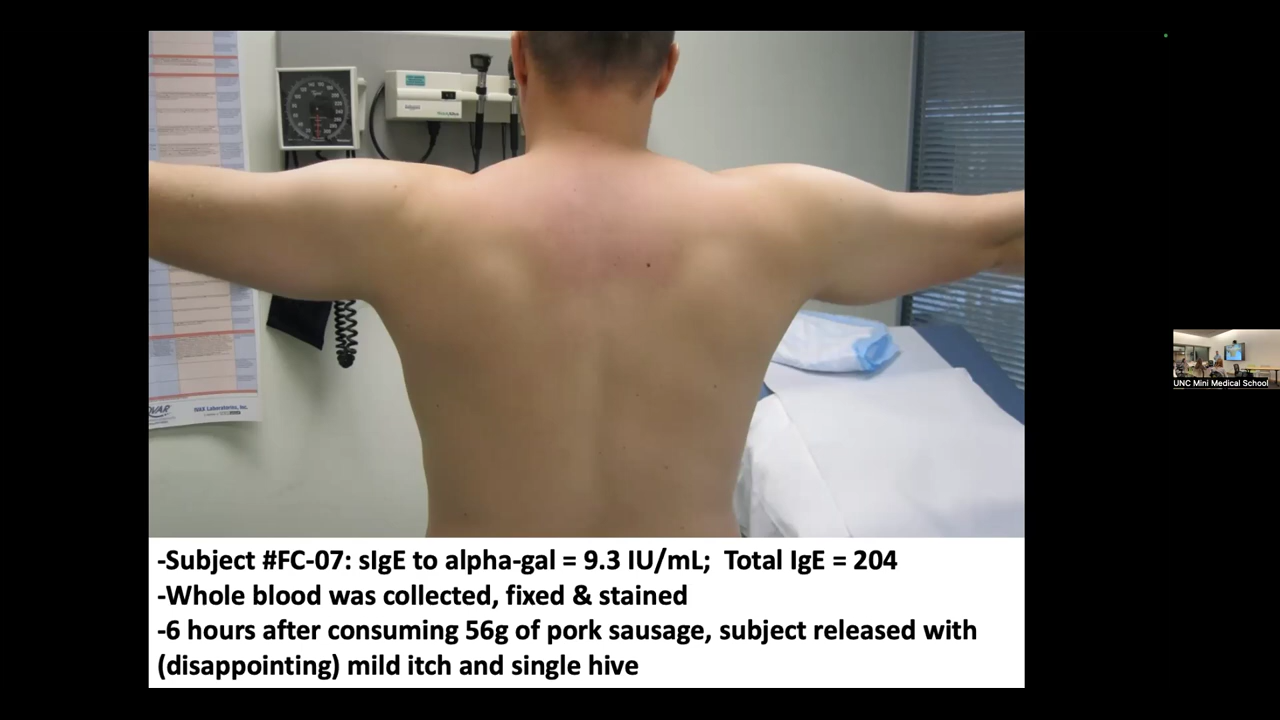 -Subject #FC-07: sIgE to alpha-gal = 9.3 IU/mL;  Total IgE = 204
-Whole blood was collected, fixed & stained
-6 hours after consuming 56g of pork sausage, subject released with
(disappointing) mild itch and single hive
UNC Mini Medical School